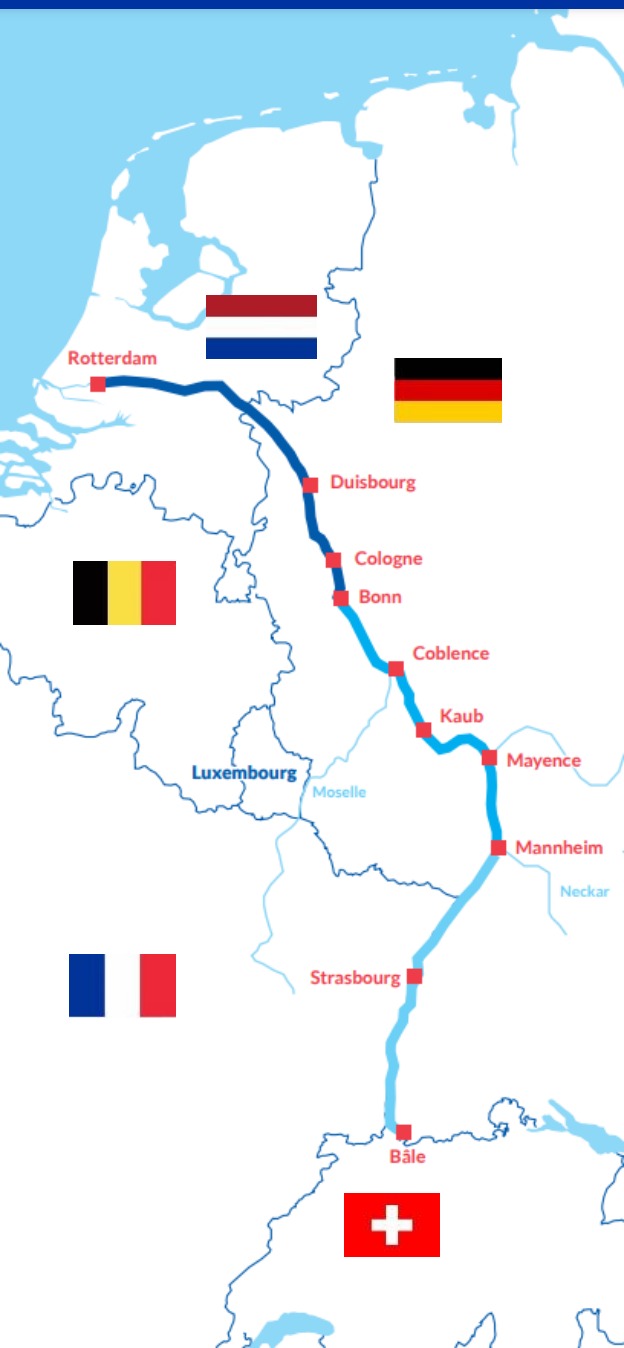 Rotterdam
Duisbourg
Cologne
Bonn
Coblence
Kaub
Mayence
Luxembourg
Moselle
Mannheim
Neckar
Strasbourg
Bâle